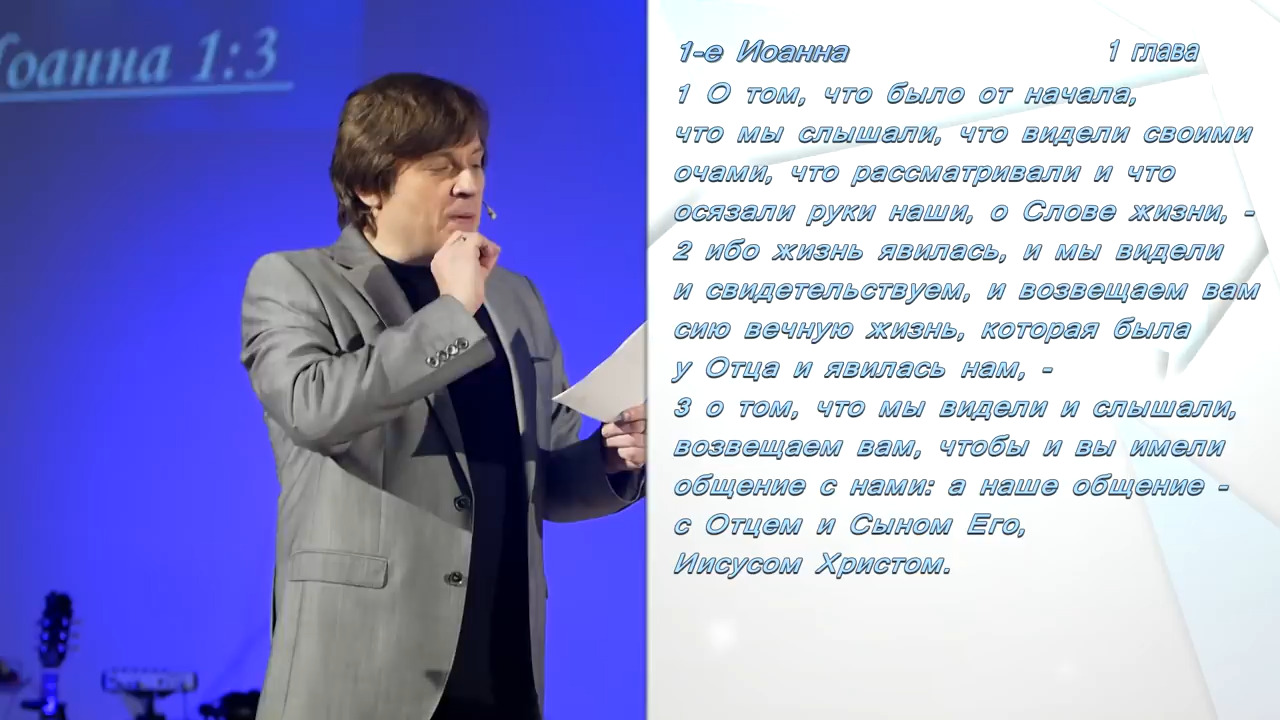 Иоанна 1:3
1-е Иоанна 1 глава
1 О том, что было от начала,
что мы слышали, что видели своими
очами, что рассматривали и что
осязали руки наши, о Слове жизни, -
2 ибо жизнь явилась, и мы видели
и свидетельствуем, и возвещаем вам
сию вечную жизнь, которая была
у Отца и явилась нам, -
3 о том, что мы видели и слышали,
возвещаем вам, чтобы и вы имели
общение с нами: а наше общение -
с Отцем и Сыном Его,
Иисусом Христом.